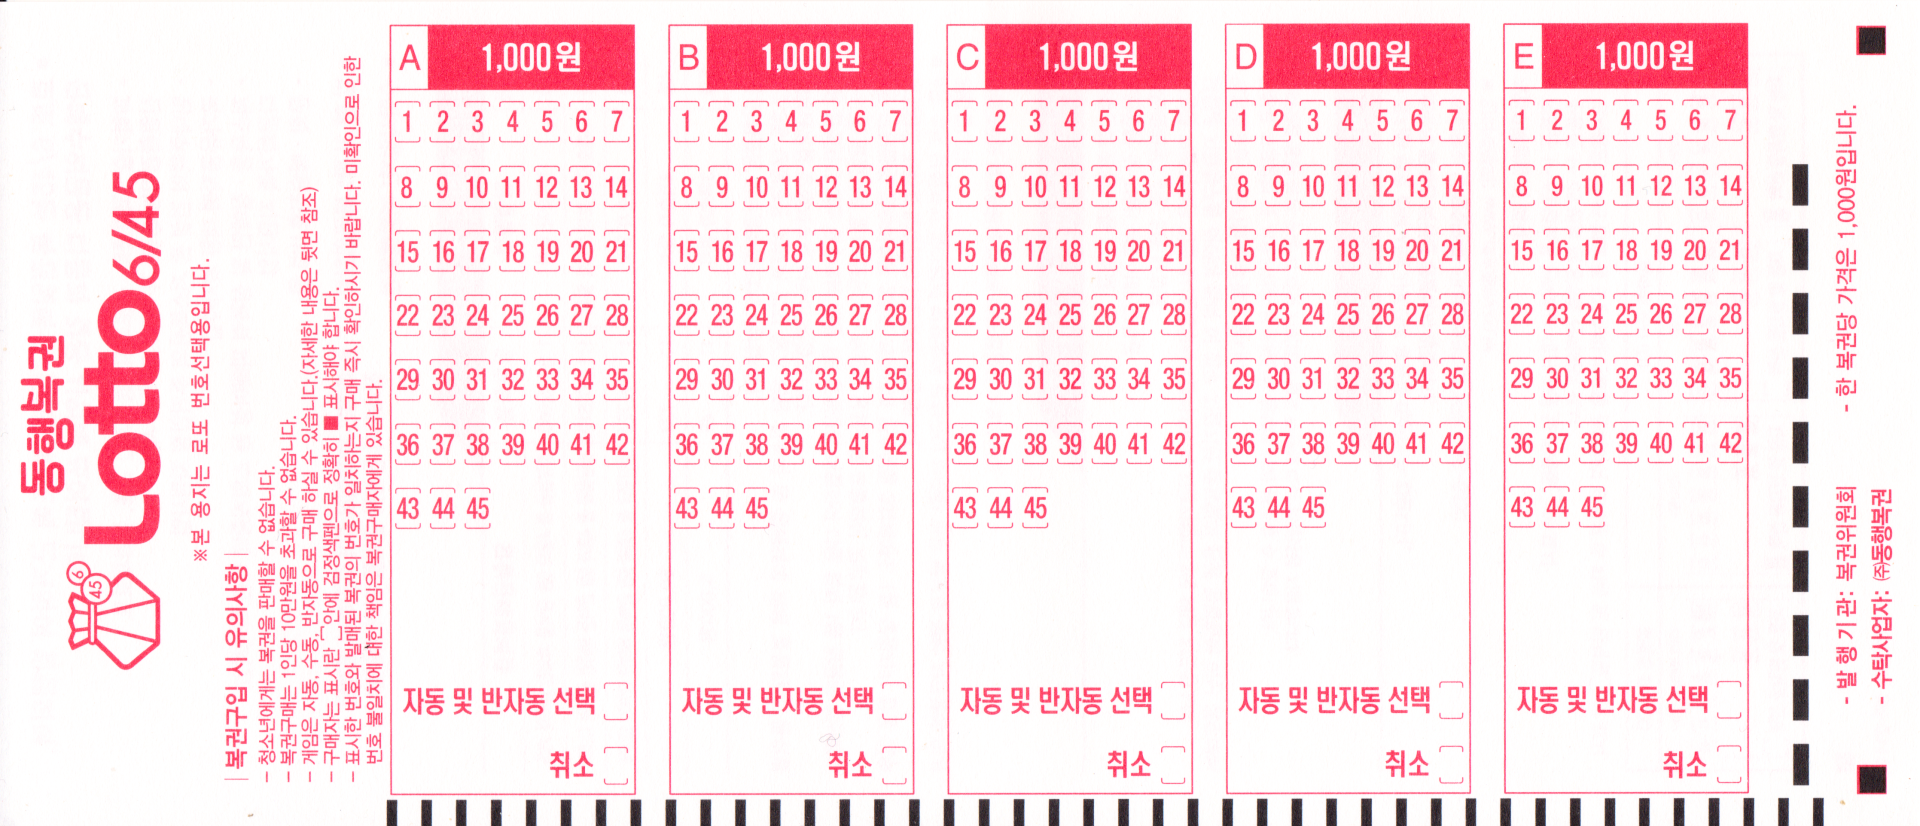 동행복권
Lotto6/45
6
45
※본 용지는 로또 번호선택용입니다.
| 복권구입 시 유의사항 |
- 청소년에게는 복권을 판매할 수 없습니다.
- 복권구매는 1인당 10만원을 초과할 수 없습니다.
- 게임은 자동, 수동, 반자동으로 구매 하실 수 있습니다.(자세한 내용은 뒷면 참조)
- 구매자는 표시란 안에 검정색펜으로 정확히 ■ 표시해야 합니다.
- 표시한 번호와 발매된 복권의 번호가 일치하는지 구매 즉시 확인하시기 바랍니다. 미확인으로 인한
번호 불일치에 대한 책임은 복권구매자에게 있습니다.
A 1,000원
1 2 3 4 5 6 7
8 9 10 11 12 13 14
15 16 17 18 19 20 21
22 23 24 25 26 27 28
29 30 31 32 33 34 35
36 37 38 39 40 41 42
43 44 45
자동 및 반자동 선택
취소
B 1,000원
1 2 3 4 5 6 7
8 9 10 11 12 13 14
15 16 17 18 19 20 21
22 23 24 25 26 27 28
29 30 31 32 33 34 35
36 37 38 39 40 41 42
43 44 45
자동 및 반자동 선택
취소
C 1,000원
1 2 3 4 5 6 7
8 9 10 11 12 13 14
15 16 17 18 19 20 21
22 23 24 25 26 27 28
29 30 31 32 33 34 35
36 37 38 39 40 41 42
43 44 45
자동 및 반자동 선택
취소
D 1,000원
1 2 3 4 5 6 7
8 9 10 11 12 13 14
15 16 17 18 19 20 21
22 23 24 25 26 27 28
29 30 31 32 33 34 35
36 37 38 39 40 41 42
43 44 45
자동 및 반자동 선택
취소
E 1,000원
1 2 3 4 5 6 7
8 9 10 11 12 13 14
15 16 17 18 19 20 21
22 23 24 25 26 27 28
29 30 31 32 33 34 35
36 37 38 39 40 41 42
43 44 45
자동 및 반자동 선택
취소
- 발 행 기 관: 복권위원회 - 한 복권당 가격은 1,000원입니다.
- 수탁사업자: ㈜동행복권